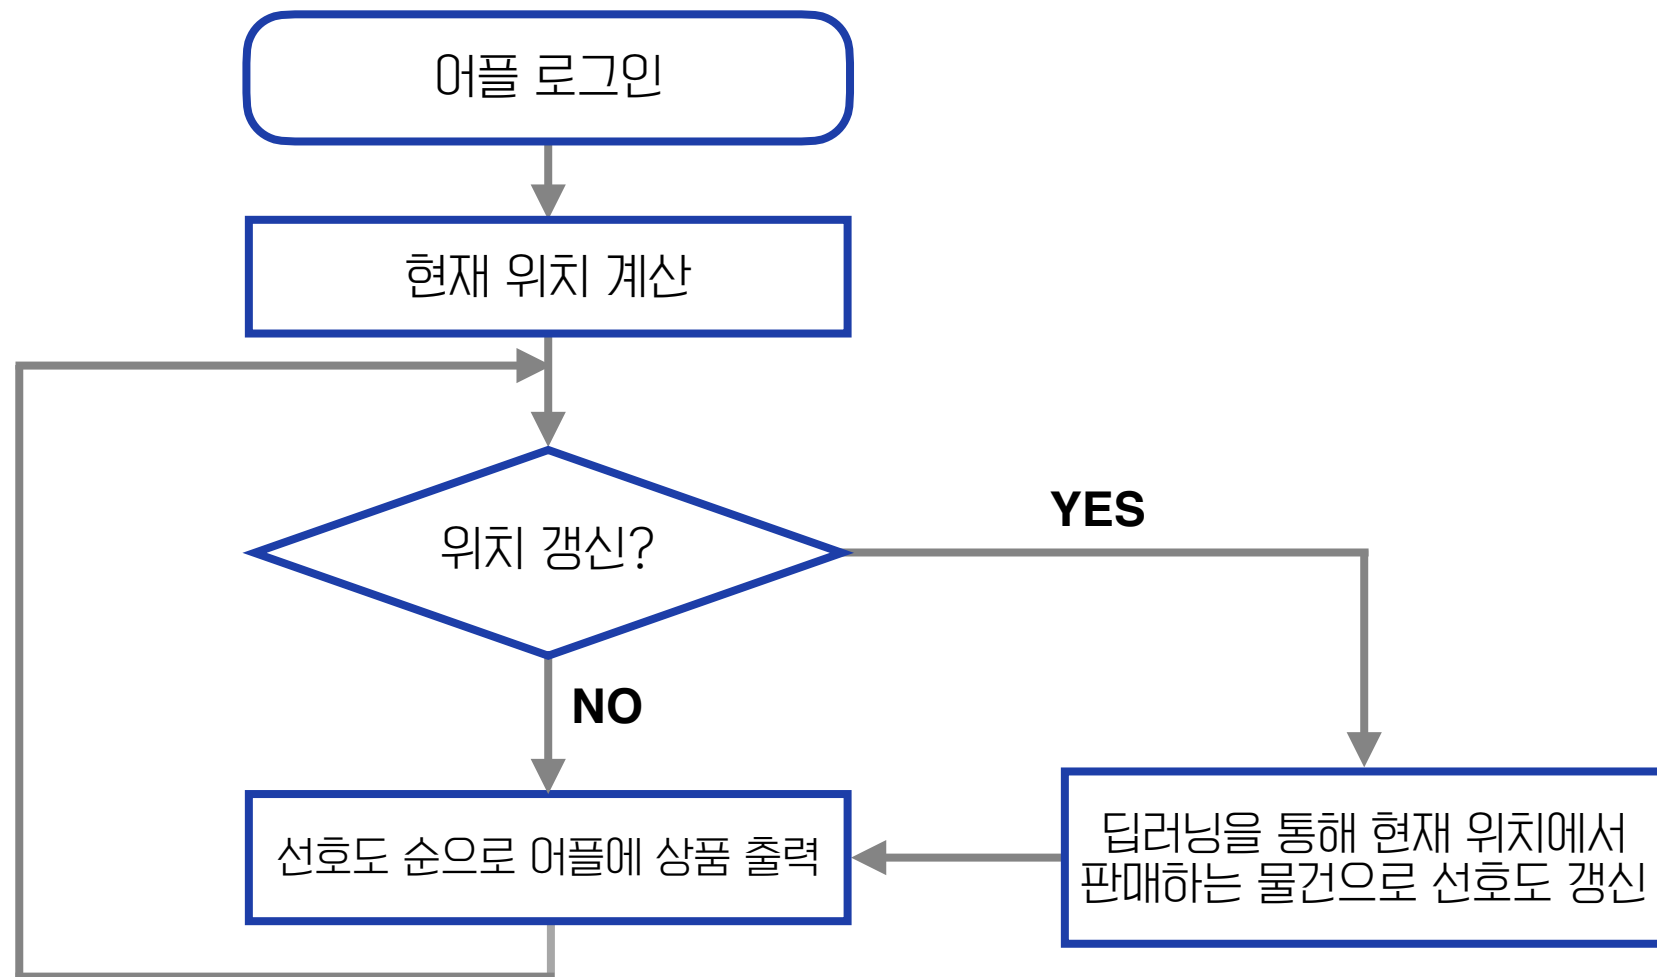 어플 로그인
현재 위치 계산
위치 갱신?
YES
NO
선호도 순으로 어플에 상품 출력
딥러닝을 통해 현재 위치에서
판매하는 물건으로 선호도 갱신